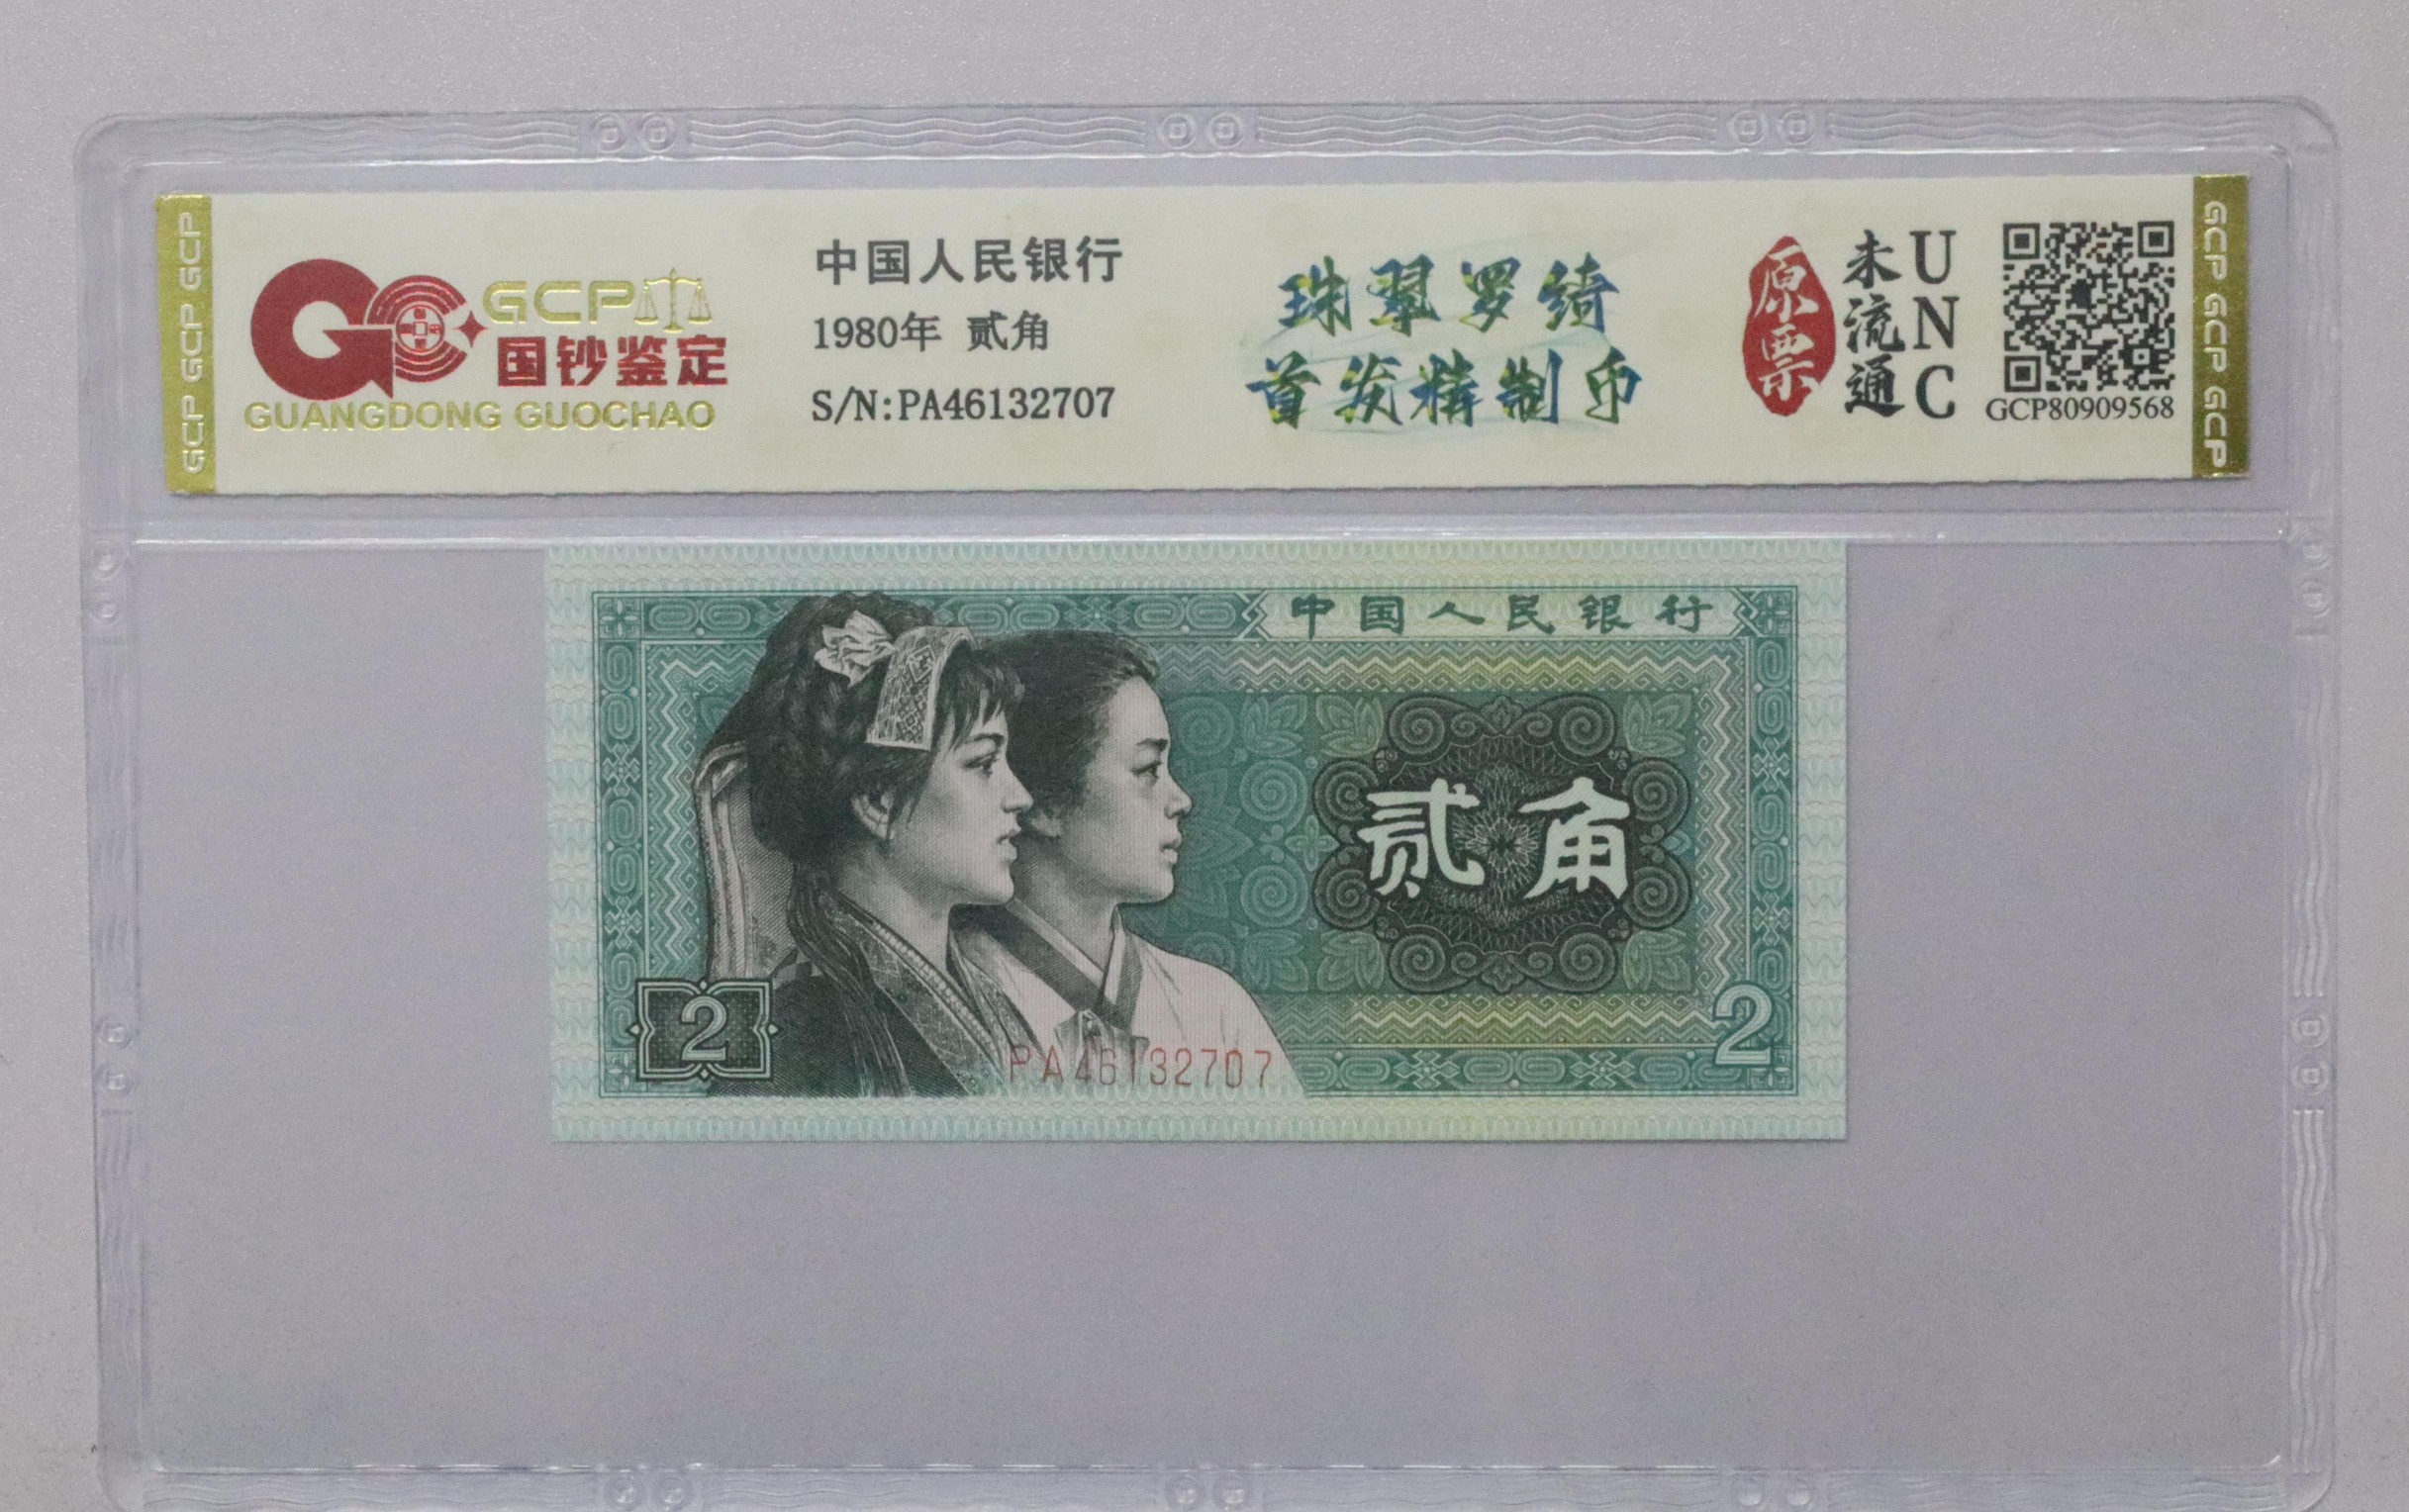 GCP GCP GCP
GCP
国钞鉴定
GUANGDONG GUOCHAO
中国人民银行
1980年 贰角
S/N:PA46132707
珠翠罗绮
首发精制币
原票
未流通
UNC
GCP80909568
GCP GCP GCP
中国人民银行
贰角
2
2
PA46132707